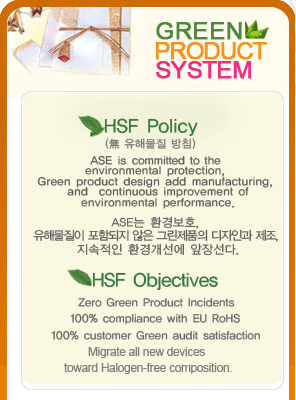 GREEN
PRODUCT
SYSTEM
HSF Policy
(無 유해물질 방침)
ASE is committed to the
environmental protection,
Green product design add manufacturing,
and continuous improvement of
environmental performance.
ASE는 환경보호,
유해물질이 포함되지 않은 그린제품의 디자인과 제조,
지속적인 환경개선에 앞장선다.
HSF Objectives
Zero Green Product Incidents
100% compliance with EU RoHS
100% customer Green audit satisfaction
Migrate all new devices
toward Halogen-free composition.